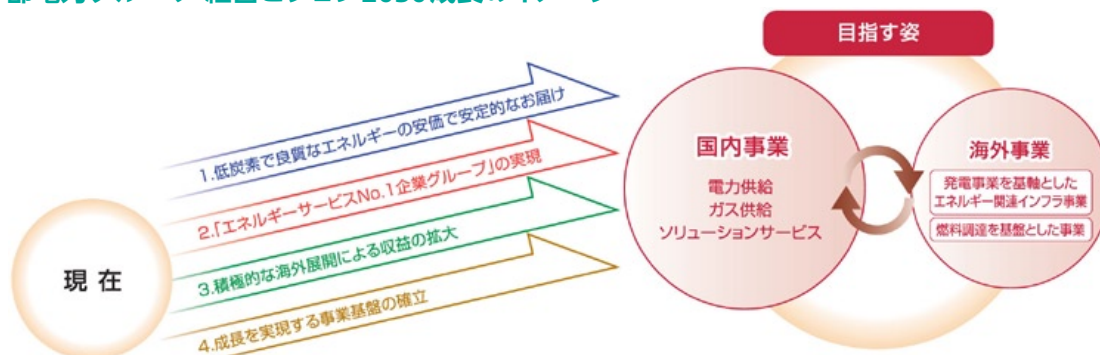 目指す姿
1.低炭素で良質なエネルギーの安価で安定的なお届け
2.「エネルギーサービスNo.1企業グループ」の実現
3.積極的な海外展開による収益の拡大
4.成長を実現する事業基盤の確立
現在
国内事業
電力供給
ガス供給
ソリューションサービス
海外事業
発電事業を基軸とした
エネルギー関連インフラ事業
燃料調達を基盤とした事業